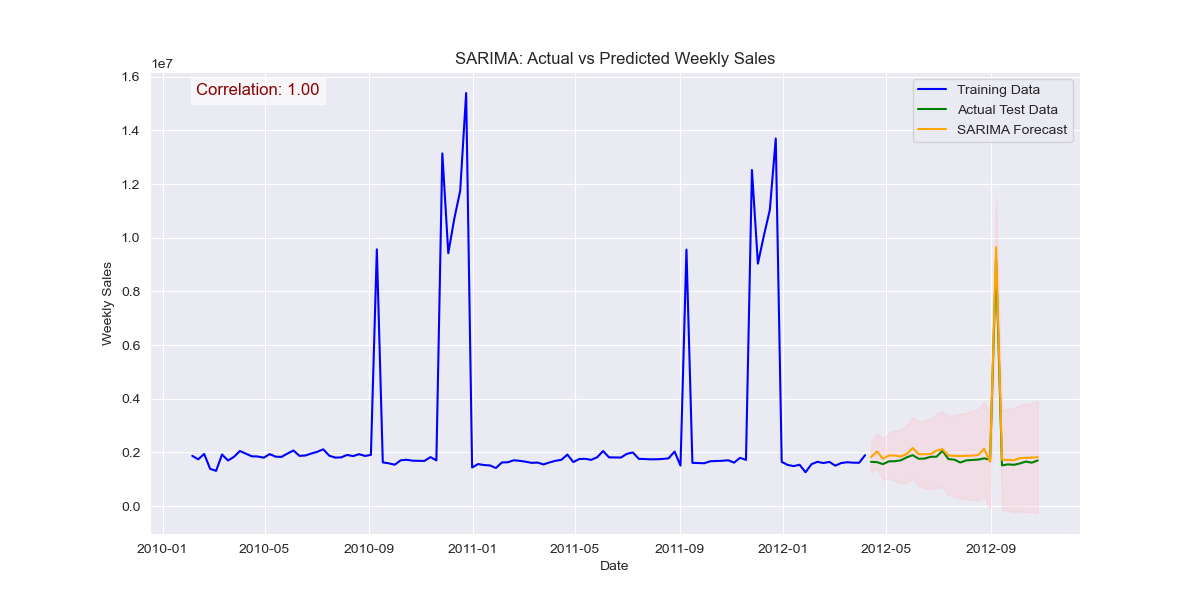 SARIMA: Actual vs Predicted Weekly Sales
1e7
Correlation: 1.00
Training Data
Actual Test Data
SARIMA Forecast
1.6
1.4
1.2
1.0
0.8
0.6
0.4
0.2
0.0
Weekly Sales
2010-01 2010-05 2010-09 2011-01 2011-05 2011-09 2012-01 2012-05 2012-09
Date